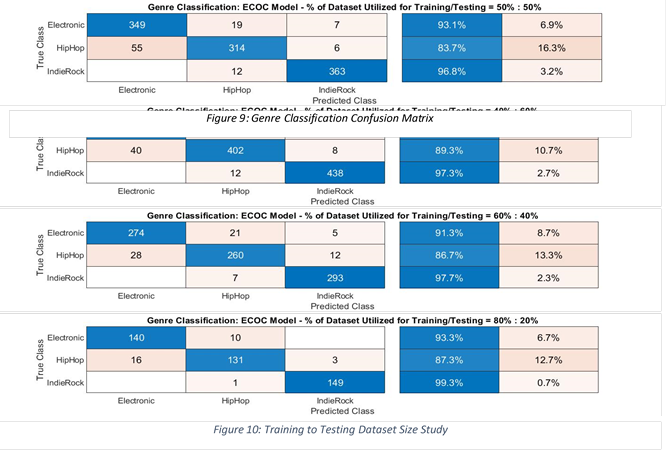 Genre Classification: ECOC Model - % of Dataset Utilized for Training/Testing = 50% : 50%
True Class
Electronic 349 19 7 93.1% 6.9%
HipHop 55 314 6 83.7% 16.3%
IndieRock 12 363 96.8% 3.2%
Electronic HipHop IndieRock
Predicted Class
Genre Classification: ECOC Model - % of Dataset Utilized for Training/Testing = 40% : 60%
Figure 9: Genre Classification Confusion Matrix
True Class
HipHop 40 402 8 89.3% 10.7%
IndieRock 12 438 97.3% 2.7%
Electronic HipHop IndieRock
Predicted Class
Genre Classification: ECOC Model - % of Dataset Utilized for Training/Testing = 60% : 40%
True Class
Electronic 274 21 5 91.3% 8.7%
HipHop 28 260 12 86.7% 13.3%
IndieRock 7 293 97.7% 2.3%
Electronic HipHop IndieRock
Predicted Class
Genre Classification: ECOC Model - % of Dataset Utilized for Training/Testing = 80% : 20%
True Class
Electronic 140 10 93.3% 6.7%
HipHop 16 131 3 87.3% 12.7%
IndieRock 1 149 99.3% 0.7%
Electronic HipHop IndieRock
Predicted Class
Figure 10: Training to Testing Dataset Size Study